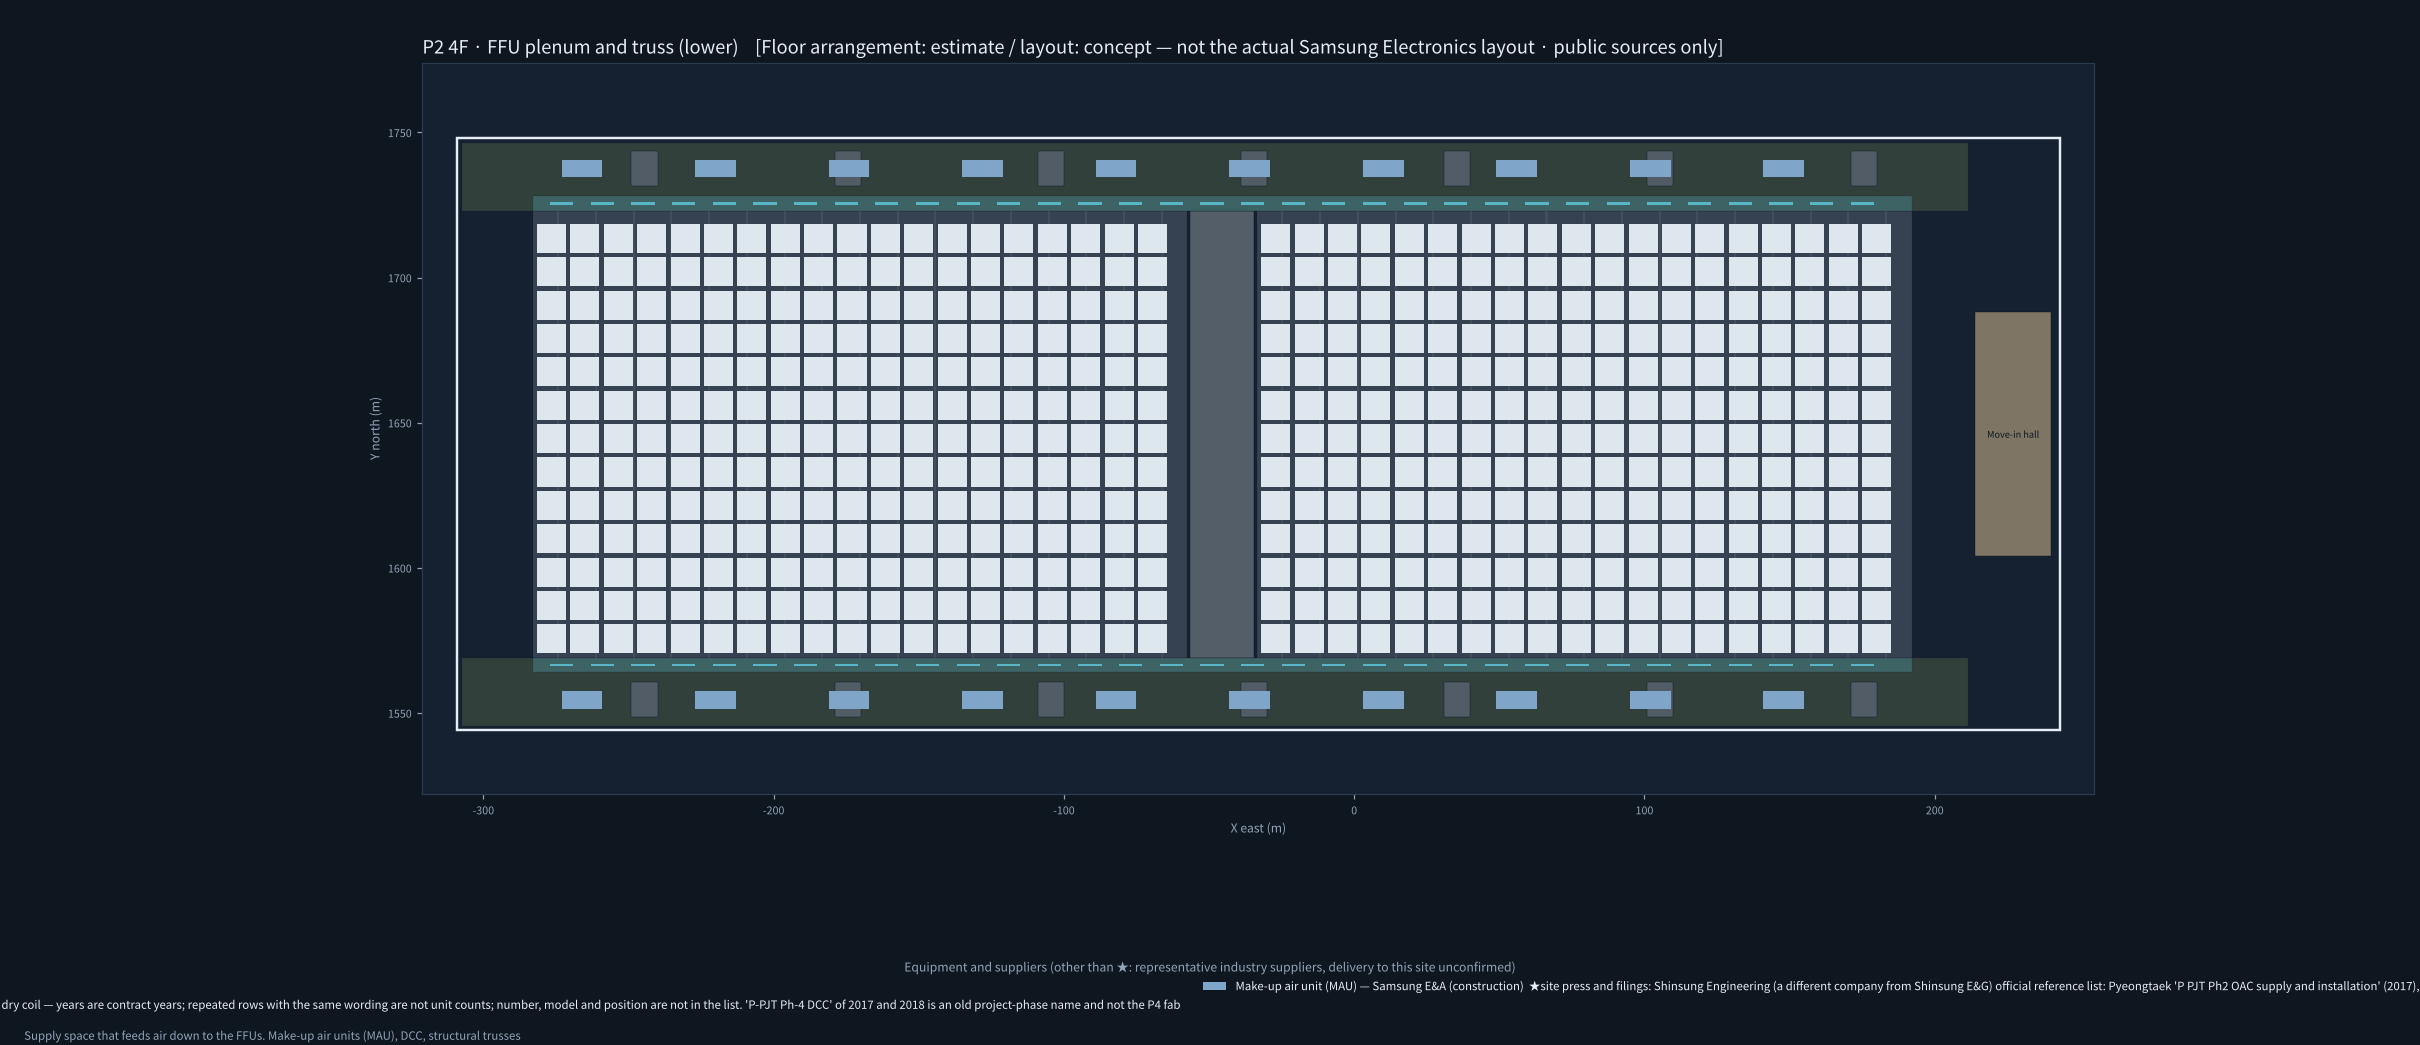 P2 4F · FFU plenum and truss (lower) [Floor arrangement: estimate / layout: concept — not the actual Samsung Electronics layout · public sources only]
1750
1700
1650
1600
1550
Y north (m)
Move-in hall
-300 -200 -100 0 100 200
X east (m)
Equipment and suppliers (other than ★: representative industry suppliers, delivery to this site unconfirmed)
Make-up air unit (MAU) — Samsung E&A (construction) ★site press and filings: Shinsung Engineering (a different company from Shinsung E&G) official reference list: Pyeongtaek 'P PJT Ph2 OAC supply and installation' (2017),
dry coil — years are contract years; repeated rows with the same wording are not unit counts; number, model and position are not in the list. 'P-PJT Ph-4 DCC' of 2017 and 2018 is an old project-phase name and not the P4 fab
Supply space that feeds air down to the FFUs. Make-up air units (MAU), DCC, structural trusses